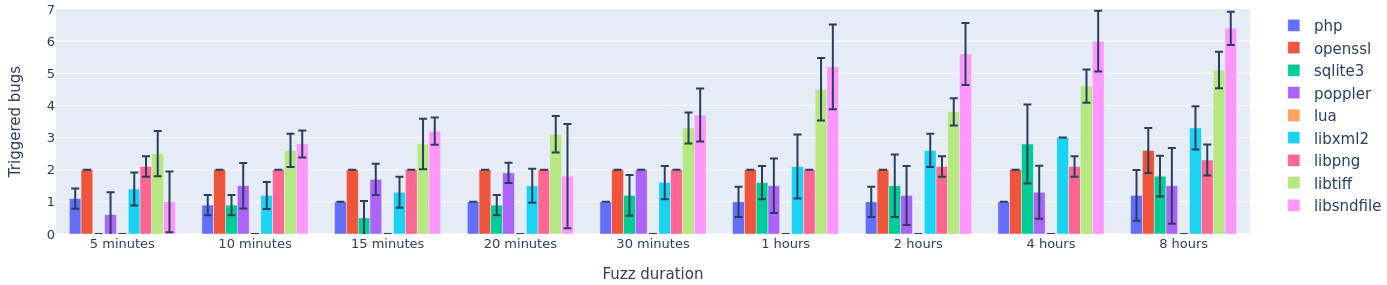 Triggered bugs
7
6
5
4
3
2
1
0
5 minutes
10 minutes
15 minutes
20 minutes
30 minutes
1 hours
2 hours
4 hours
8 hours
Fuzz duration
php
openssl
sqlite3
poppler
lua
libxml2
libpng
libtiff
libsndfile